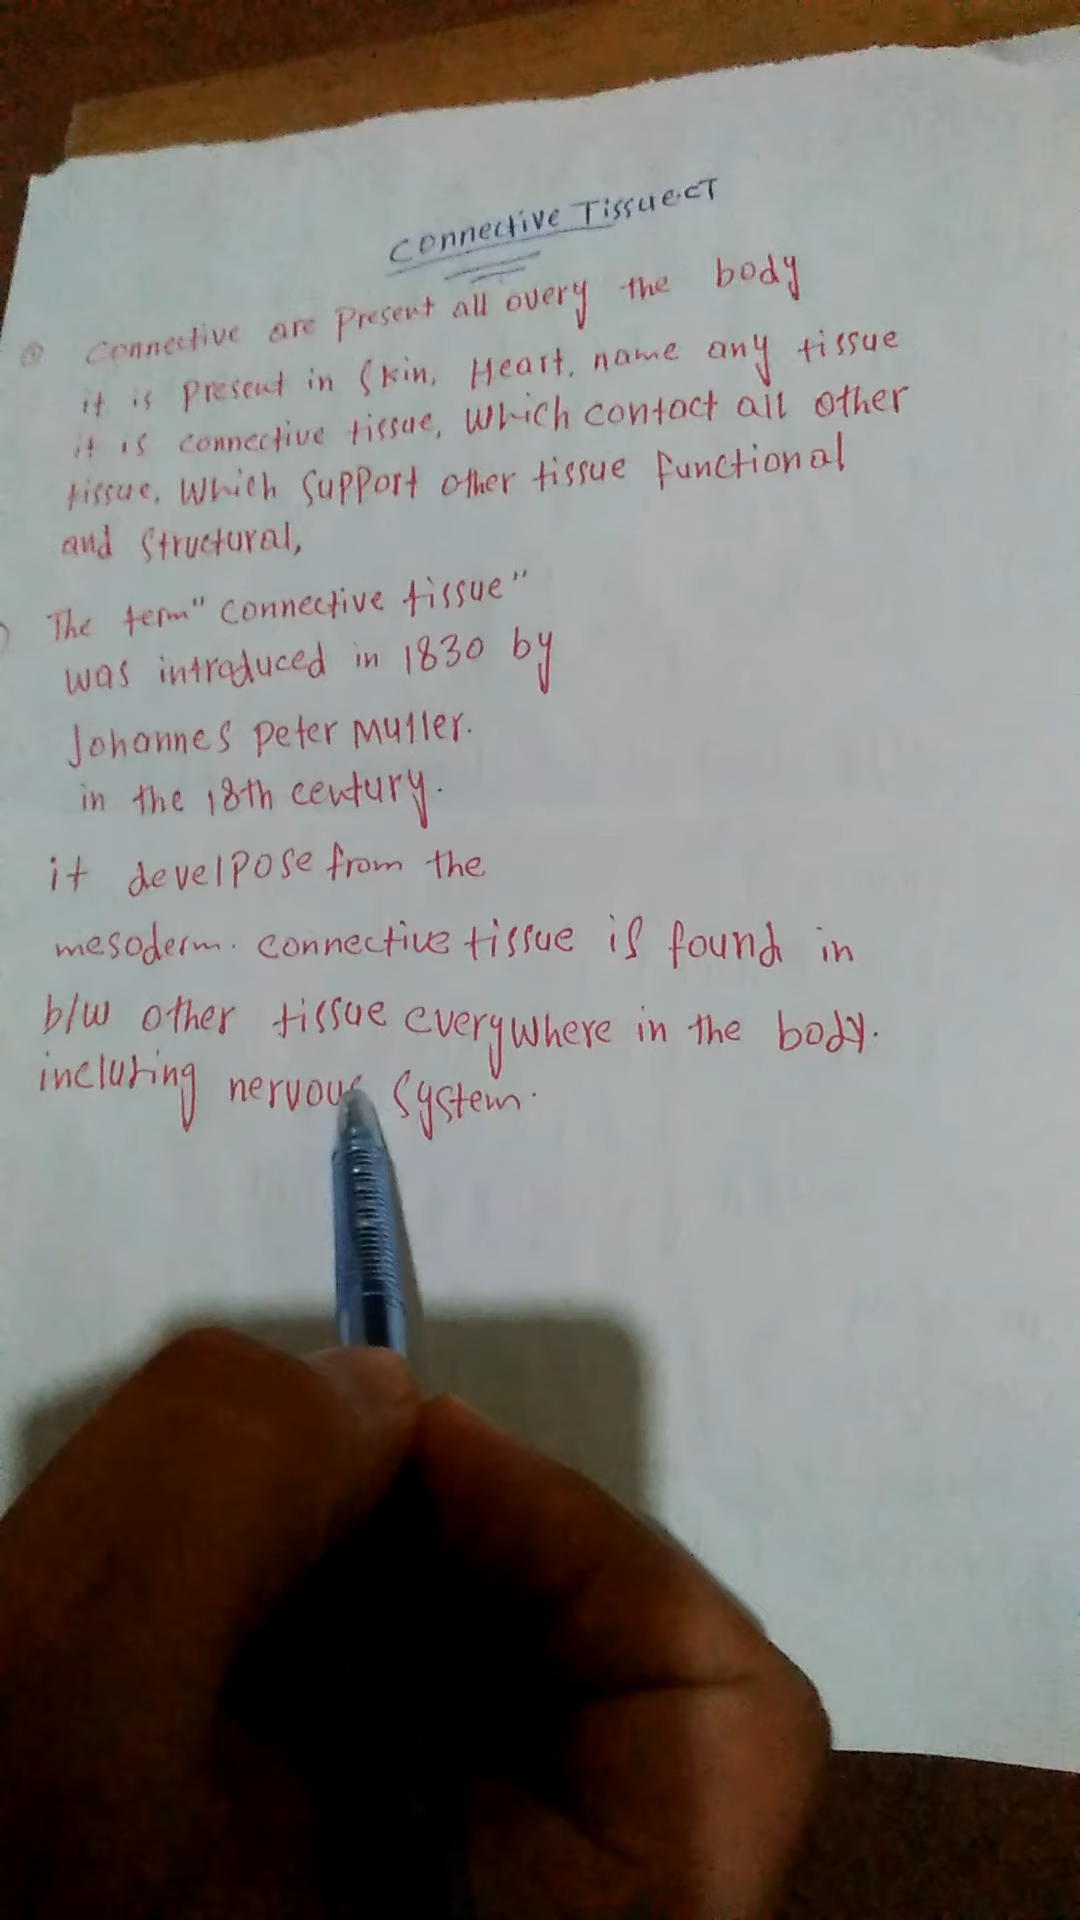 Connective Tissue.CT
Connective are Present all overy the body
it is Present in Skin, Heart, name any tissue
it is connective tissue, which contact all other
tissue, which Support other tissue functional
and Structural,
The term "connective tissue"
was introduced in 1830 by
Johannes Peter Muller.
in the 18th century.
it develpose from the
mesoderm. connective tissue is found in
b/w other tissue everywhere in the body.
incluting nervous System.